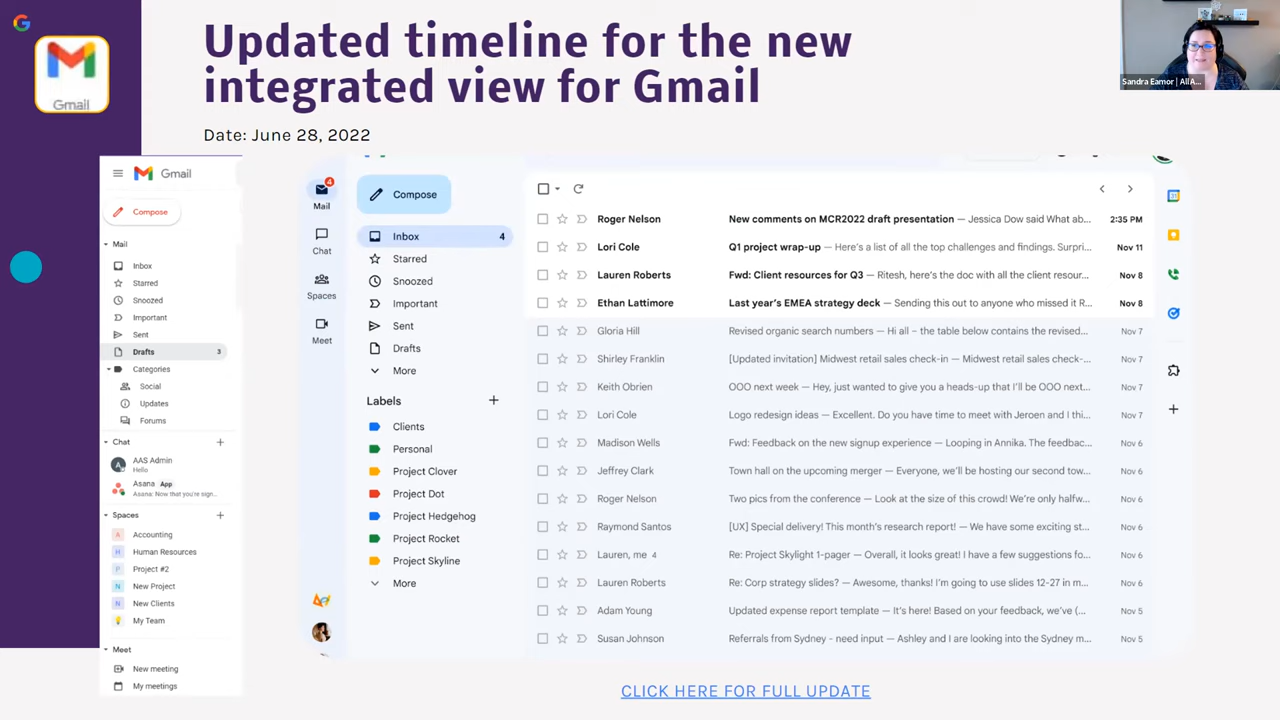 Gmail
Updated timeline for the new
integrated view for Gmail
Date: June 28, 2022
Sandra Eamor | All A...
Gmail
Compose
Mail
Inbox
Starred
Snoozed
Important
Sent
Drafts 3
Categories
Social
Updates
Forums
Chat
A AAS Admin
Hello
Asana App
Asana: Now that you're sign...
Spaces
A Accounting
H Human Resources
P Project #2
N New Project
N New Clients
My Team
Meet
New meeting
My meetings
4
Mail
Chat
Spaces
Meet
Compose
Inbox 4
Starred
Snoozed
Important
Sent
Drafts
More
Labels
Clients
Personal
Project Clover
Project Dot
Project Hedgehog
Project Rocket
Project Skyline
More
Roger Nelson New comments on MCR2022 draft presentation — Jessica Dow said What ab... 2:35 PM
Lori Cole Q1 project wrap-up — Here's a list of all the top challenges and findings. Surpri... Nov 11
Lauren Roberts Fwd: Client resources for Q3 — Ritesh, here's the doc with all the client resour... Nov 8
Ethan Lattimore Last year's EMEA strategy deck — Sending this out to anyone who missed it R... Nov 8
Gloria Hill Revised organic search numbers — Hi all – the table below contains the revised... Nov 7
Shirley Franklin [Updated invitation] Midwest retail sales check-in — Midwest retail sales check-... Nov 7
Keith Obrien OOO next week — Hey, just wanted to give you a heads-up that I'll be OOO next... Nov 7
Lori Cole Logo redesign ideas — Excellent. Do you have time to meet with Jeroen and I thi... Nov 7
Madison Wells Fwd: Feedback on the new signup experience — Looping in Annika. The feedbac... Nov 6
Jeffrey Clark Town hall on the upcoming merger — Everyone, we'll be hosting our second tow... Nov 6
Roger Nelson Two pics from the conference — Look at the size of this crowd! We're only halfw... Nov 6
Raymond Santos [UX] Special delivery! This month's research report! — We have some exciting st... Nov 6
Lauren, me 4 Re: Project Skylight 1-pager — Overall, it looks great! I have a few suggestions fo... Nov 6
Lauren Roberts Re: Corp strategy slides? — Awesome, thanks! I'm going to use slides 12-27 in m... Nov 6
Adam Young Updated expense report template — It's here! Based on your feedback, we've (... Nov 5
Susan Johnson Referrals from Sydney - need input — Ashley and I are looking into the Sydney m... Nov 5
CLICK HERE FOR FULL UPDATE